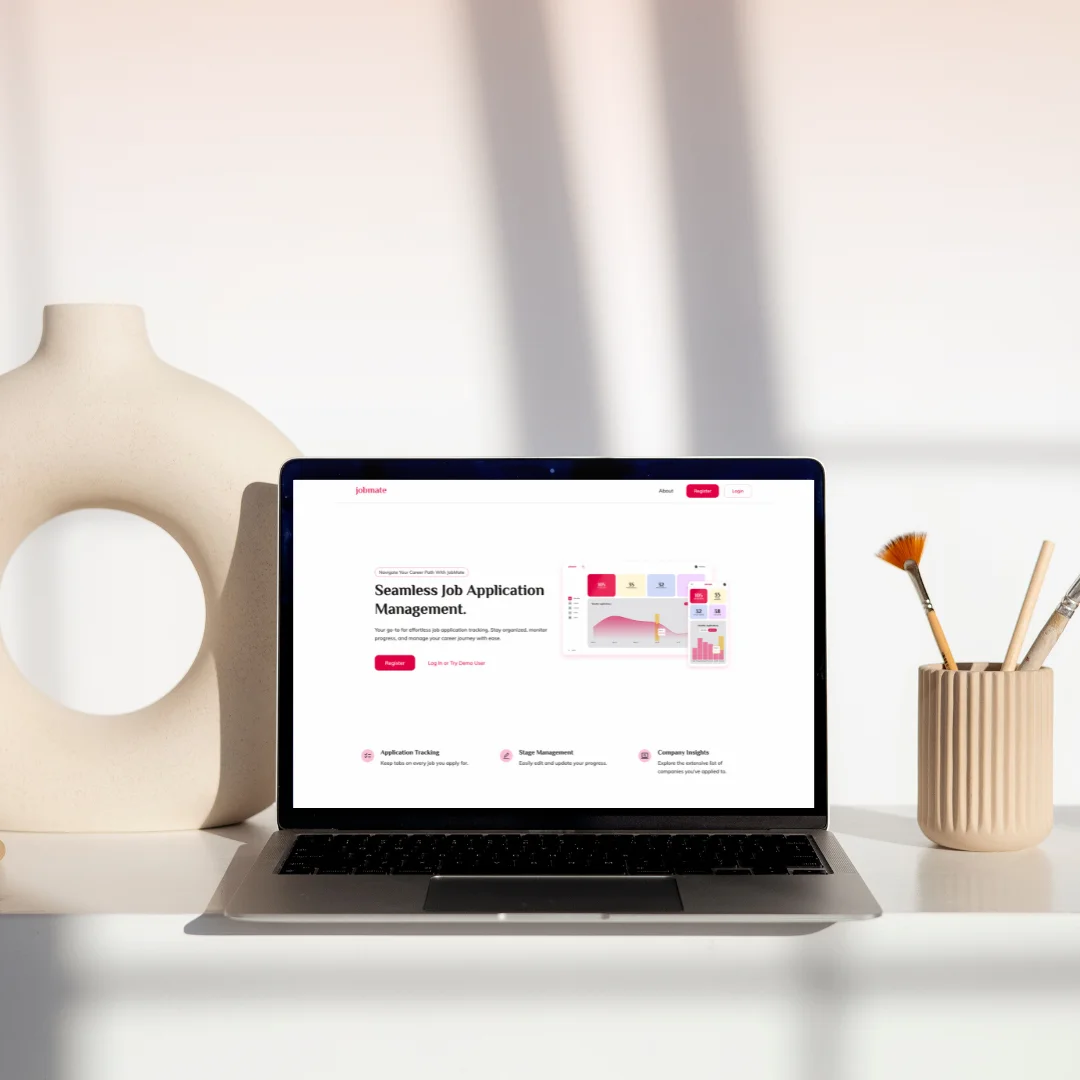 jobmate
About
Register
Login
Navigate Your Career Path With JobMate
Seamless Job Application
Management.
Your go-to for effortless job application tracking. Stay organized, monitor
progress, and manage your career journey with ease.
Register
Log In or Try Demo User
Application Tracking
Keep tabs on every job you apply for.
Stage Management
Easily edit and update your progress.
Company Insights
Explore the extensive list of
companies you've applied to.